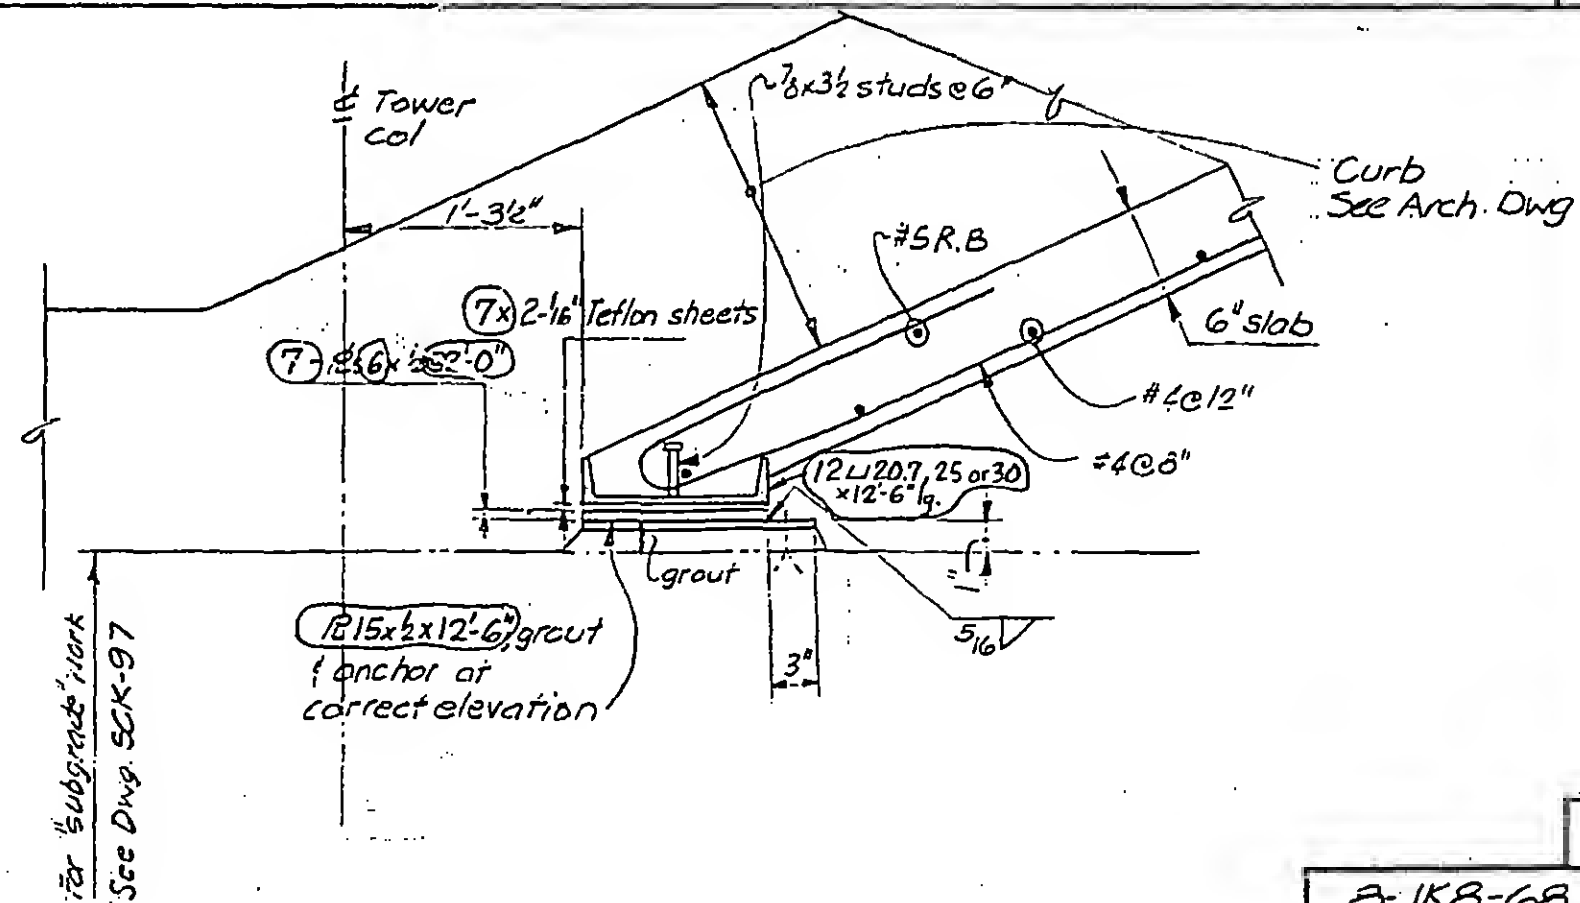 ℄ Tower
col
7/8x3½ studs@6"
Curb
See Arch. Dwg
1'-3½"
#5 R.B
7x 2-1/16" Teflon sheets
6" slab
#4@12"
#4@8"
12⊔20.7, 25 or 30
x12'-6" lg.
grout
℄15x½x12'-6", grout
& anchor at
correct elevation
3"
5/16
For "subgrade" work
See Dwg. SCK-97